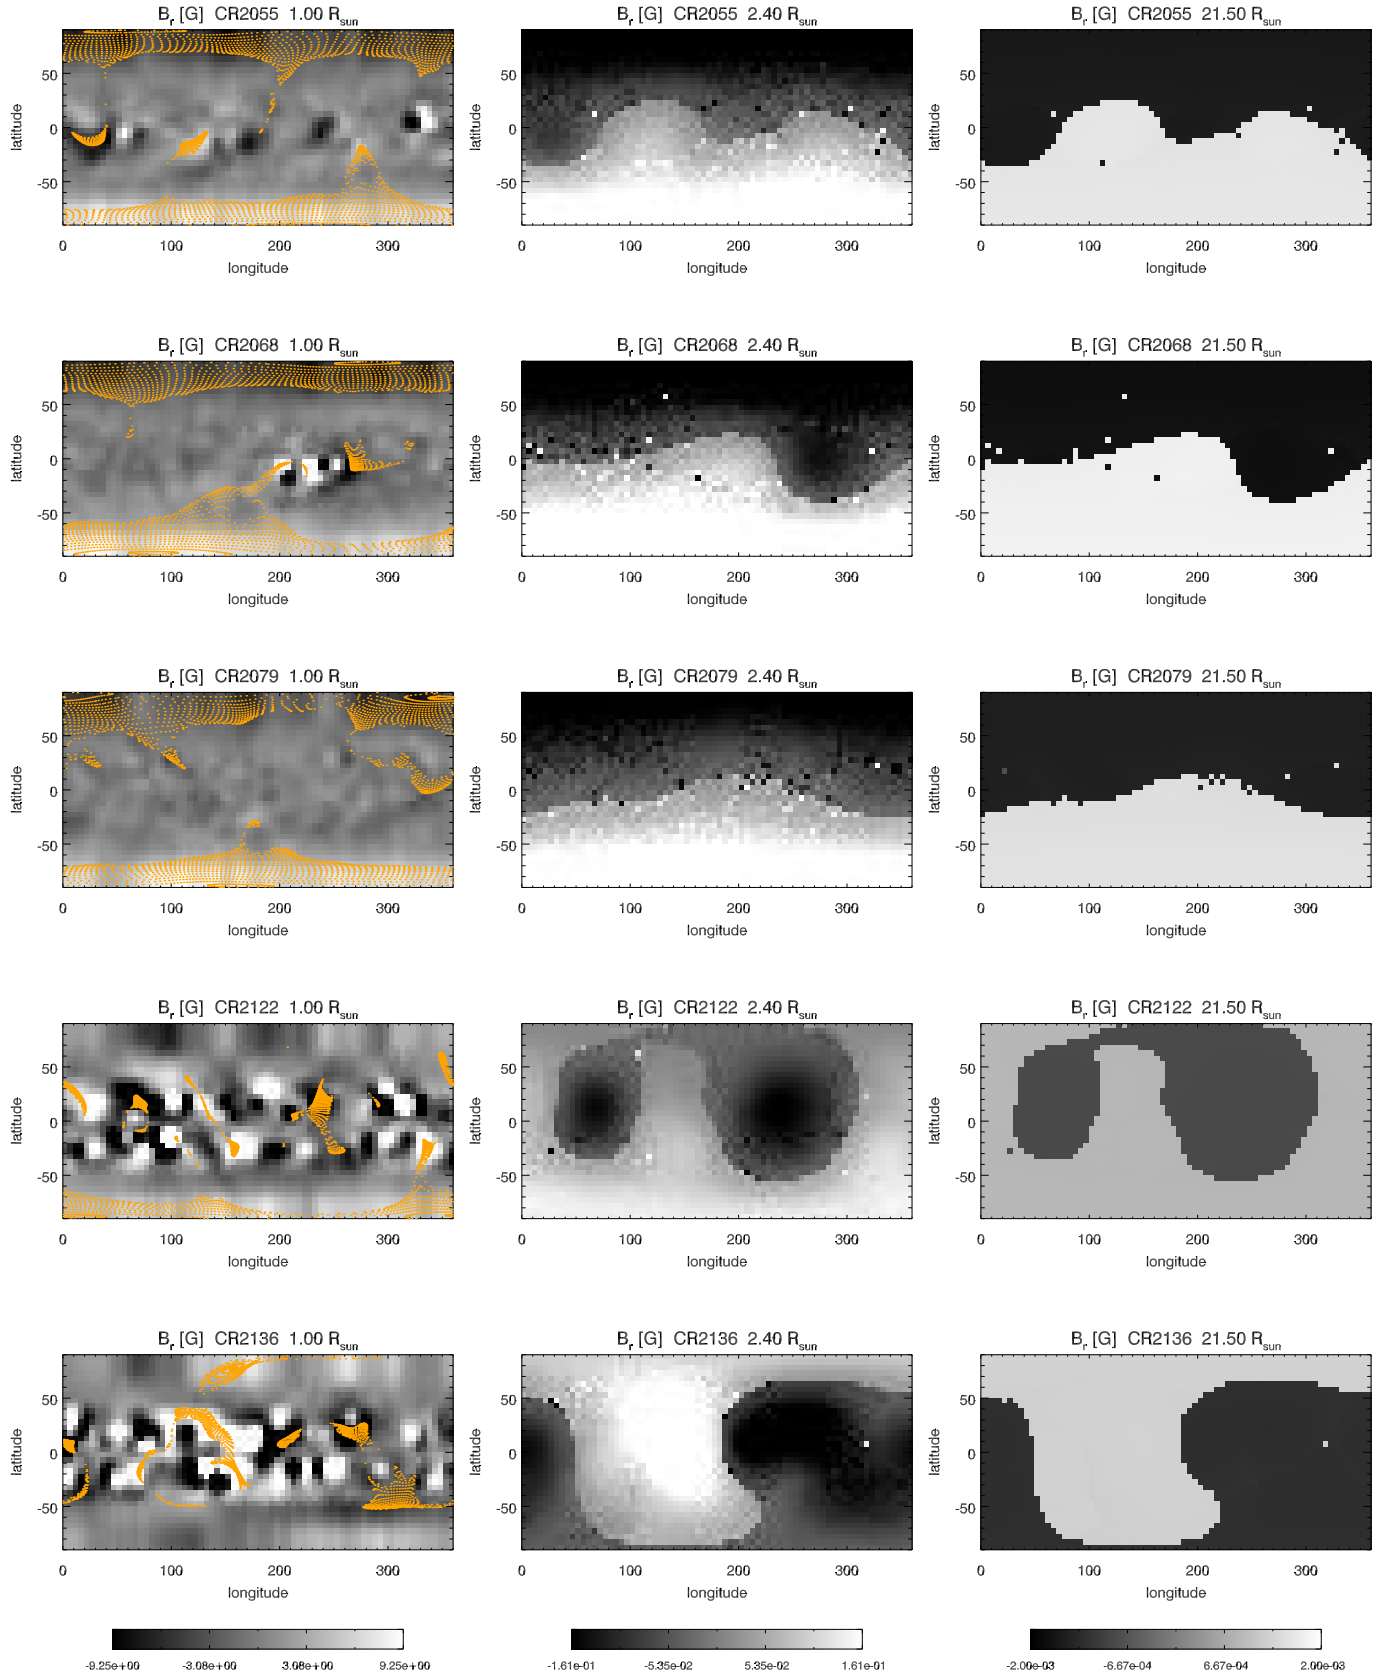 B_r [G] CR2055 1.00 R_sun
B_r [G] CR2055 2.40 R_sun
B_r [G] CR2055 21.50 R_sun
latitude
50
0
-50
0 100 200 300
longitude
latitude
50
0
-50
0 100 200 300
longitude
latitude
50
0
-50
0 100 200 300
longitude
B_r [G] CR2068 1.00 R_sun
B_r [G] CR2068 2.40 R_sun
B_r [G] CR2068 21.50 R_sun
latitude
50
0
-50
0 100 200 300
longitude
latitude
50
0
-50
0 100 200 300
longitude
latitude
50
0
-50
0 100 200 300
longitude
B_r [G] CR2079 1.00 R_sun
B_r [G] CR2079 2.40 R_sun
B_r [G] CR2079 21.50 R_sun
latitude
50
0
-50
0 100 200 300
longitude
latitude
50
0
-50
0 100 200 300
longitude
latitude
50
0
-50
0 100 200 300
longitude
B_r [G] CR2122 1.00 R_sun
B_r [G] CR2122 2.40 R_sun
B_r [G] CR2122 21.50 R_sun
latitude
50
0
-50
0 100 200 300
longitude
latitude
50
0
-50
0 100 200 300
longitude
latitude
50
0
-50
0 100 200 300
longitude
B_r [G] CR2136 1.00 R_sun
B_r [G] CR2136 2.40 R_sun
B_r [G] CR2136 21.50 R_sun
latitude
50
0
-50
0 100 200 300
longitude
latitude
50
0
-50
0 100 200 300
longitude
latitude
50
0
-50
0 100 200 300
longitude
-9.25e+00 -3.08e+00 3.08e+00 9.25e+00
-1.61e-01 -5.35e-02 5.35e-02 1.61e-01
-2.00e-03 -6.67e-04 6.67e-04 2.00e-03